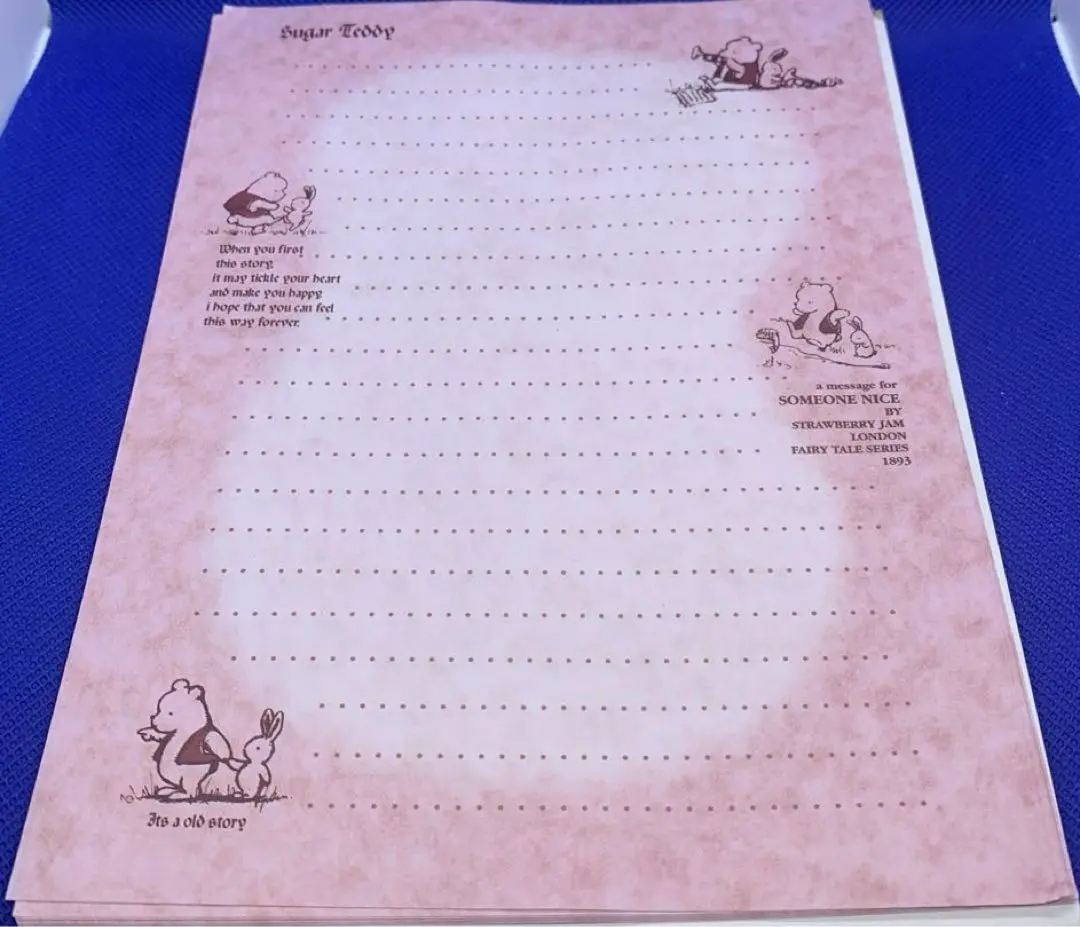 Sugar Teddy
When you first
this story,
it may tickle your heart
and make you happy
i hope that you can feel
this way forever.
a message for
SOMEONE NICE
BY
STRAWBERRY JAM
LONDON
FAIRY TALE SERIES
1893
Its a old story